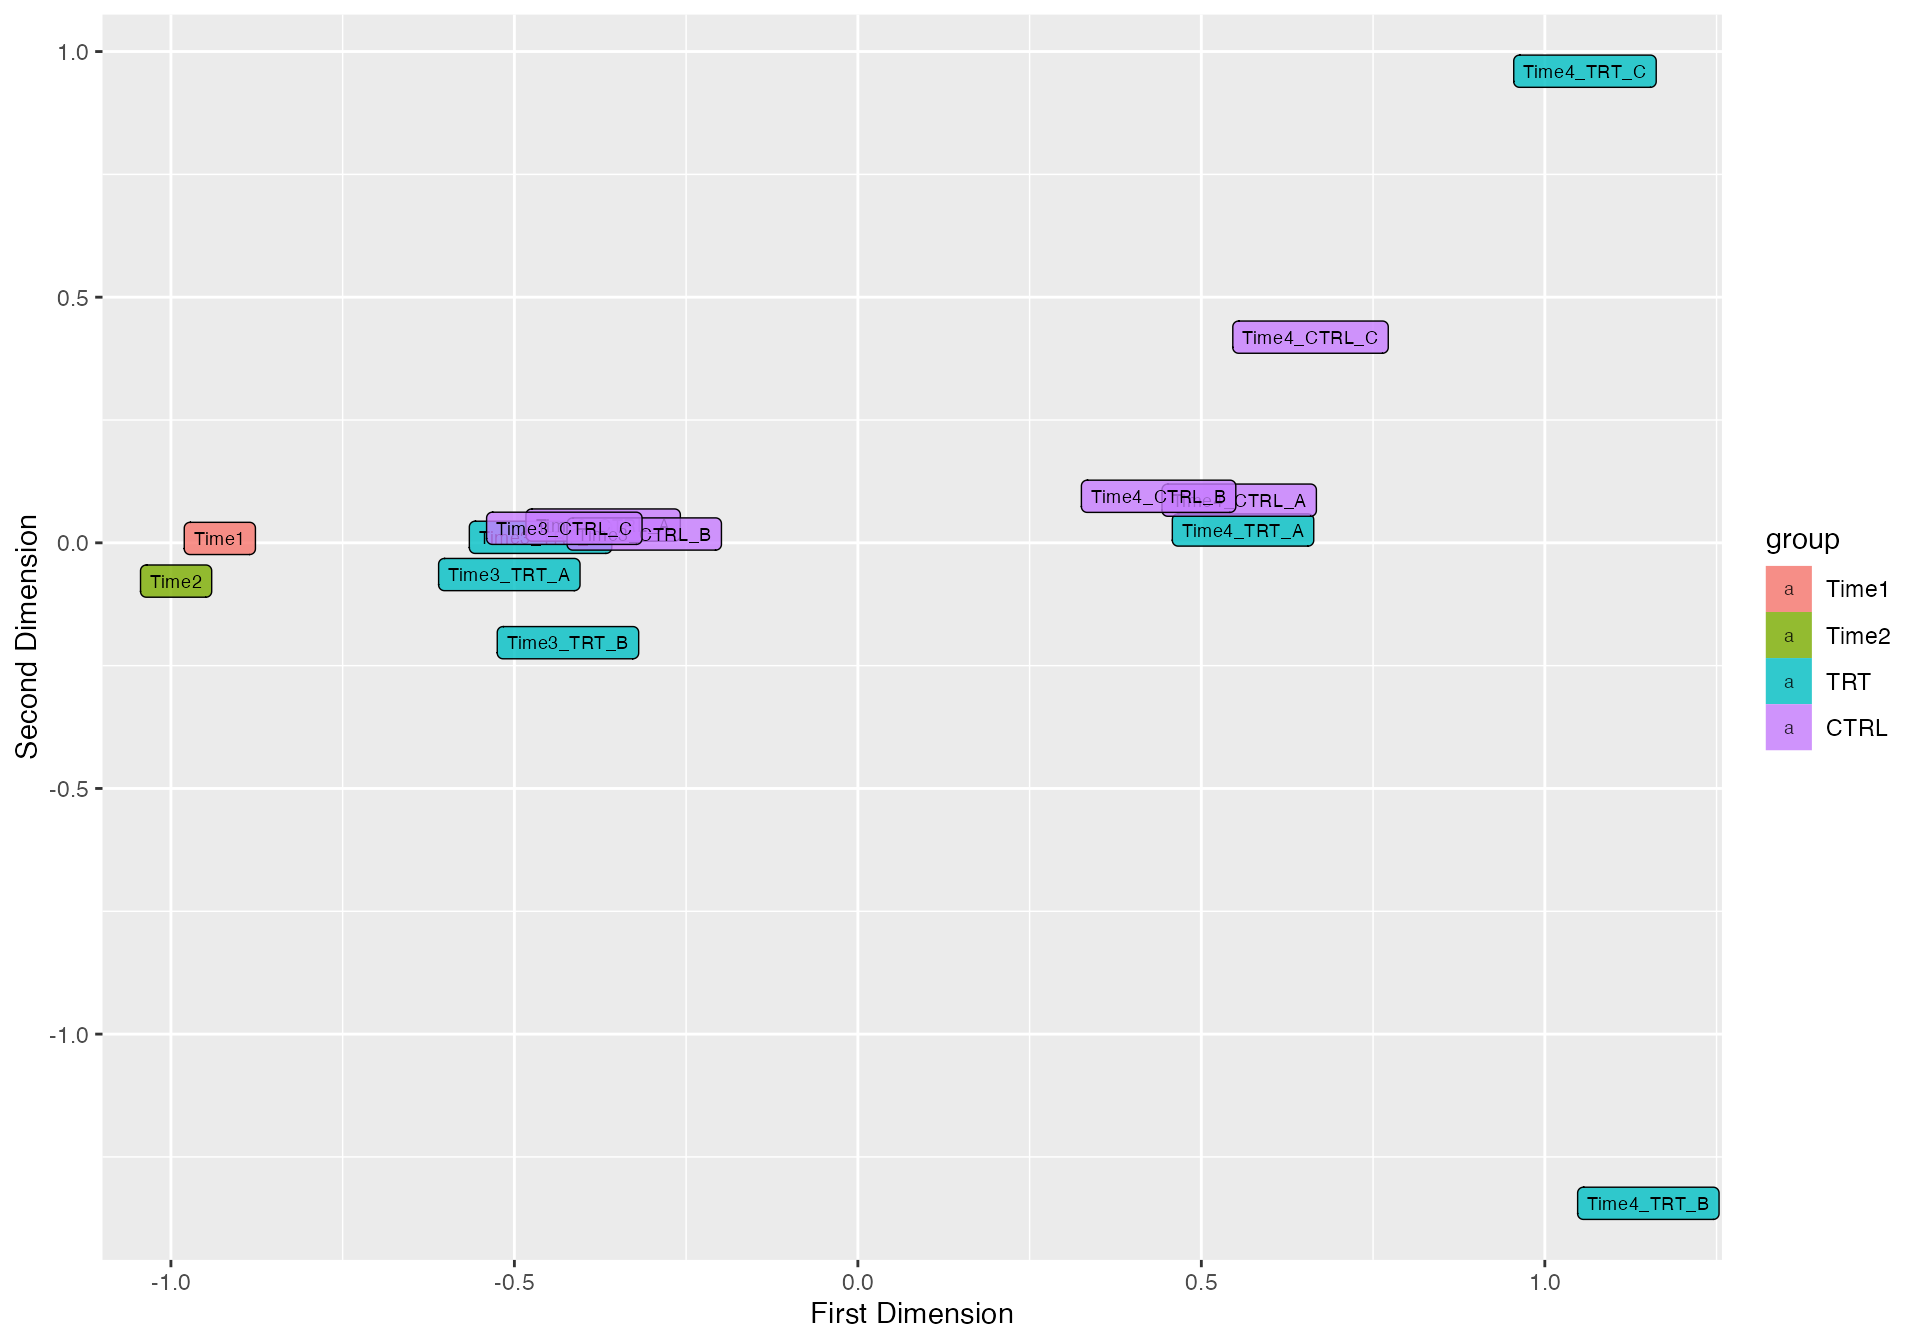 1.0
Time4_TRT_C
0.5
Time4_CTRL_C
Time4_CTRL_B
CTRL_A
Time3_CTRL_C
CTRL_B
Time4_TRT_A
0.0
Time1
Time3_TRT_A
Time2
Time3_TRT_B
-0.5
-1.0
Time4_TRT_B
-1.0
-0.5
0.0
0.5
1.0
First Dimension
Second Dimension
group
a Time1
a Time2
a TRT
a CTRL